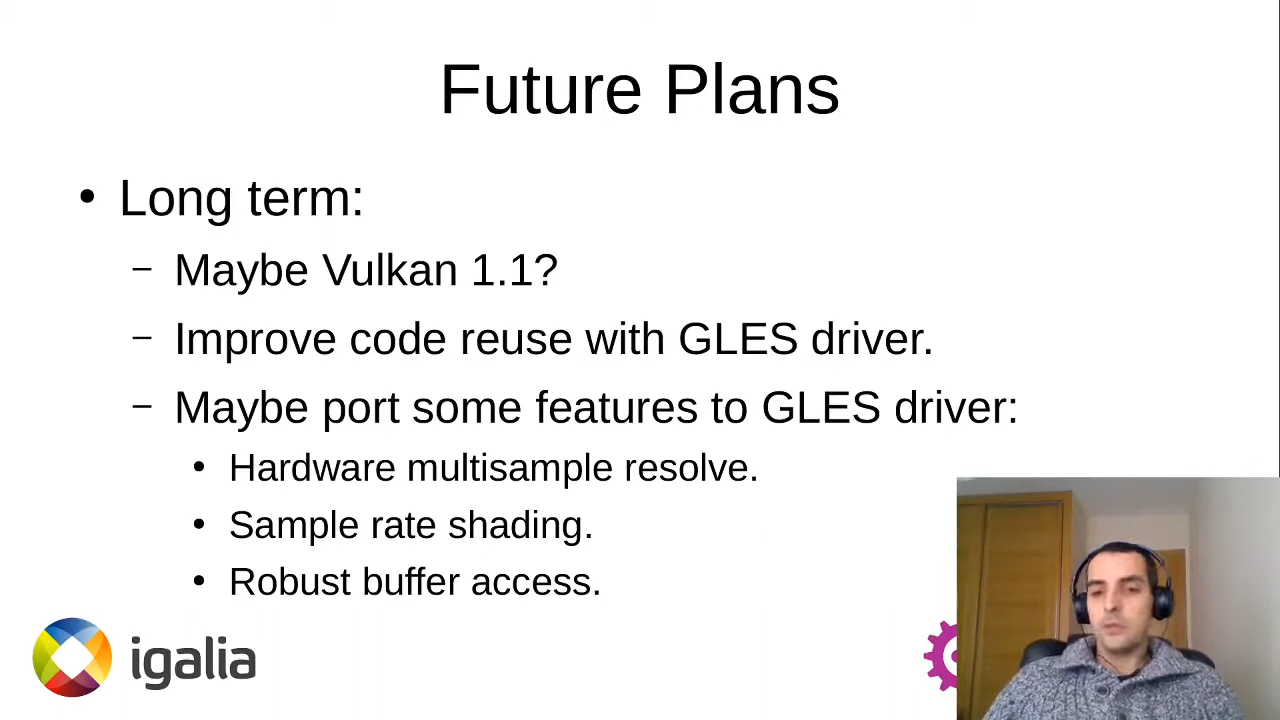 Future Plans
• Long term:
– Maybe Vulkan 1.1?
– Improve code reuse with GLES driver.
– Maybe port some features to GLES driver:
• Hardware multisample resolve.
• Sample rate shading.
• Robust buffer access.
igalia